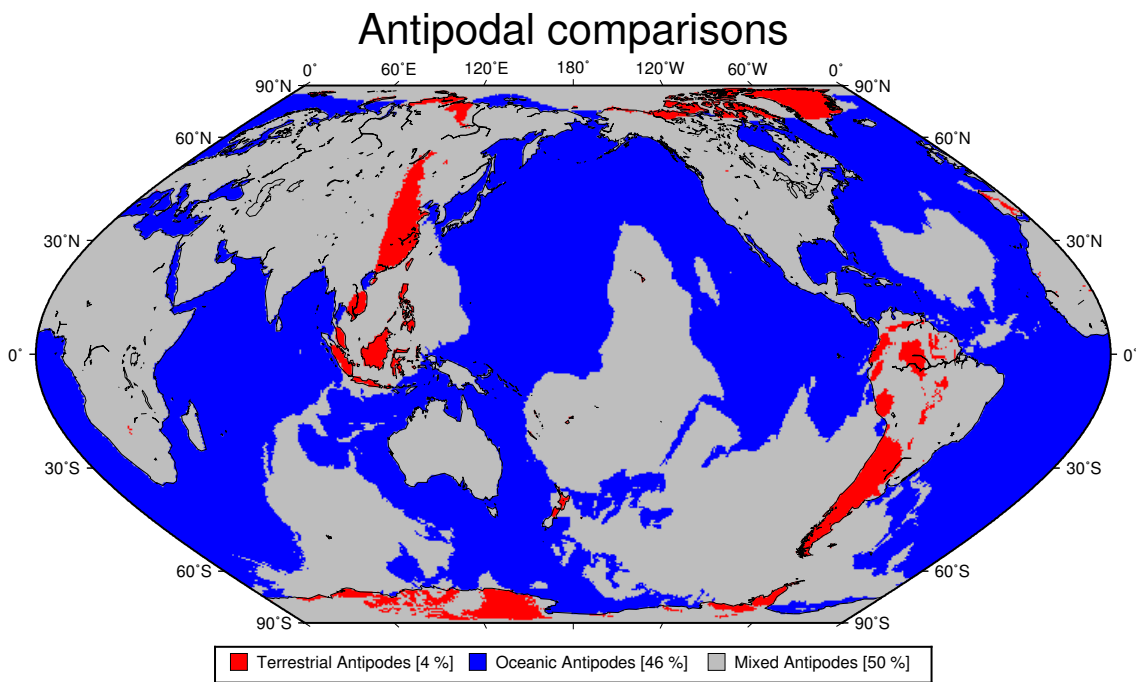 Antipodal comparisons
0˚ 60˚E 120˚E 180˚ 120˚W 60˚W 0˚
90˚N 90˚N
60˚N 60˚N
30˚N 30˚N
0˚ 0˚
30˚S 30˚S
60˚S 60˚S
90˚S 90˚S
Terrestrial Antipodes [4 %] Oceanic Antipodes [46 %] Mixed Antipodes [50 %]